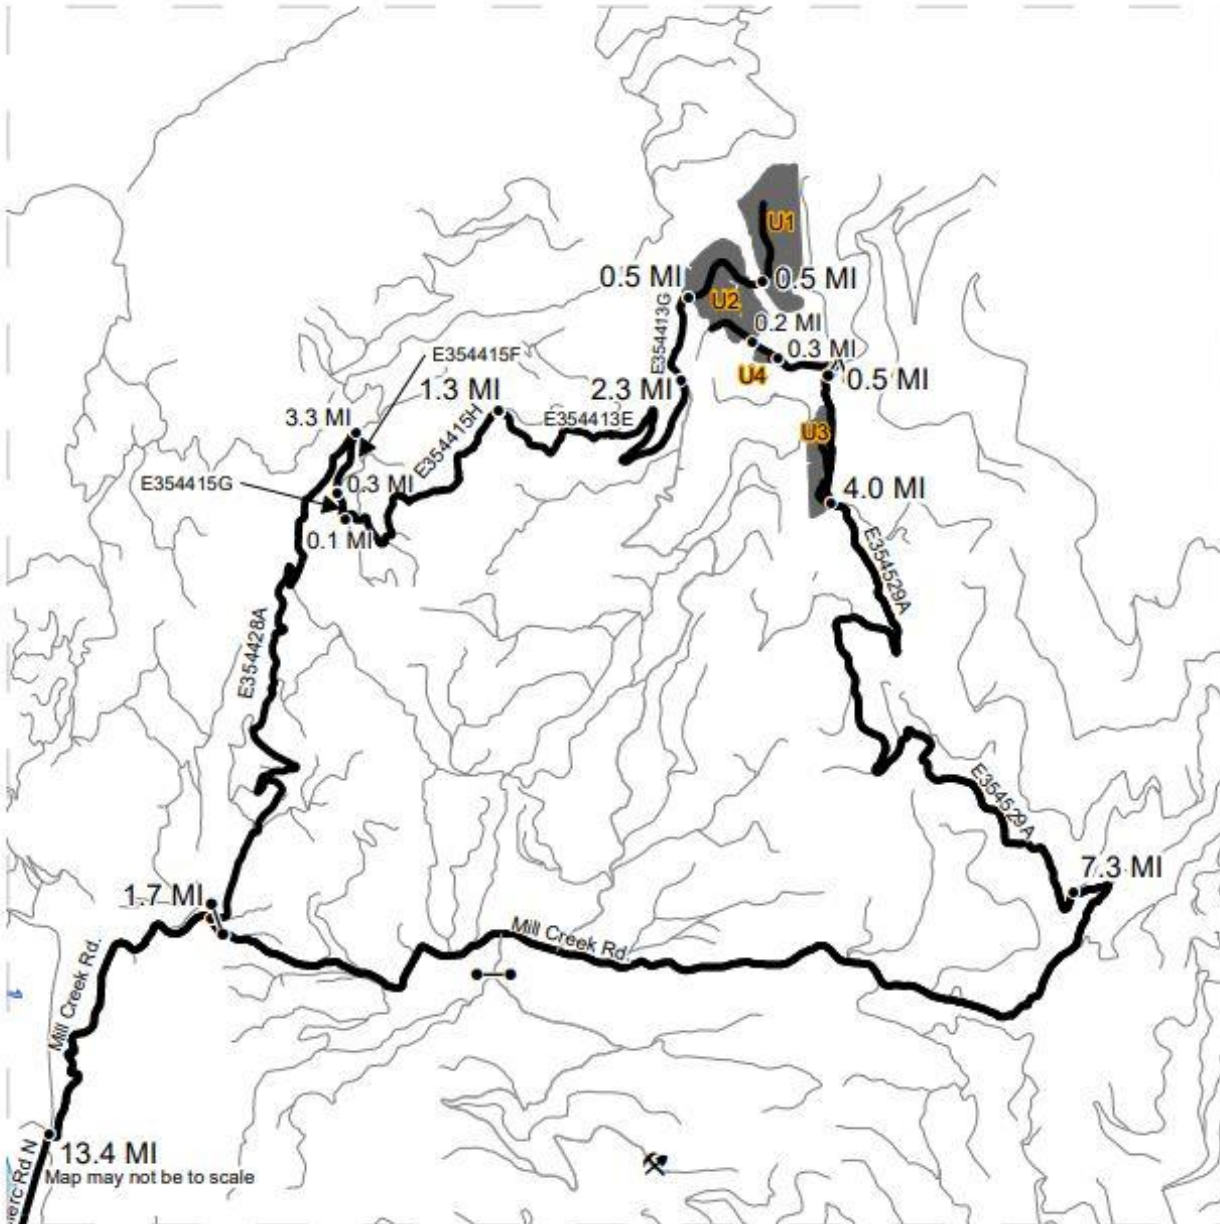 U1
0.5 MI
0.5 MI
U2
0.2 MI
E354413G
0.3 MI
E354415F
U4
0.5 MI
1.3 MI
2.3 MI
3.3 MI
E354413E
E354415H
U3
E354415G
0.3 MI
4.0 MI
0.1 MI
E354529A
E354428A
E354529A
7.3 MI
1.7 MI
Mill Creek Rd.
Mill Creek Rd.
13.4 MI
Map may not be to scale
Rd N